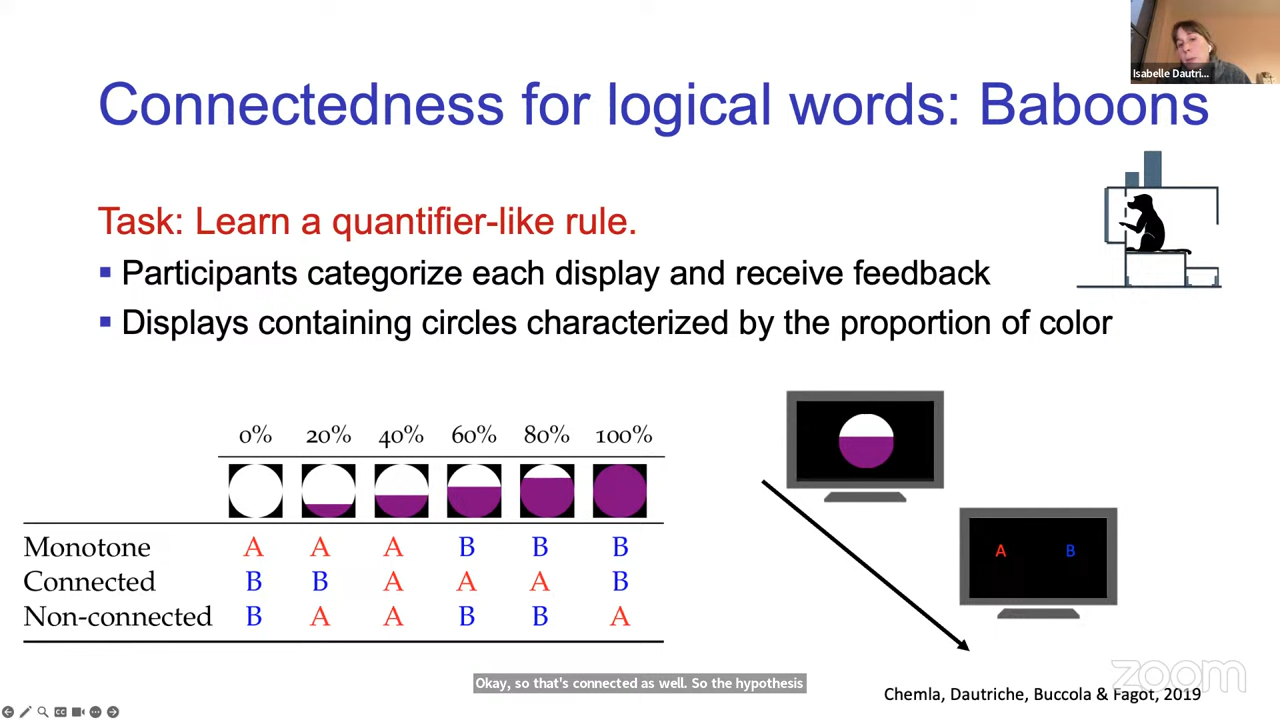 Isabelle Dautri...
Connectedness for logical words: Baboons
Task: Learn a quantifier-like rule.
▪ Participants categorize each display and receive feedback
▪ Displays containing circles characterized by the proportion of color
0% 20% 40% 60% 80% 100%
Monotone A A A B B B
Connected B B A A A B
Non-connected B A A B B A
A B
Okay, so that's connected as well. So the hypothesis
Chemla, Dautriche, Buccola & Fagot, 2019
zoom